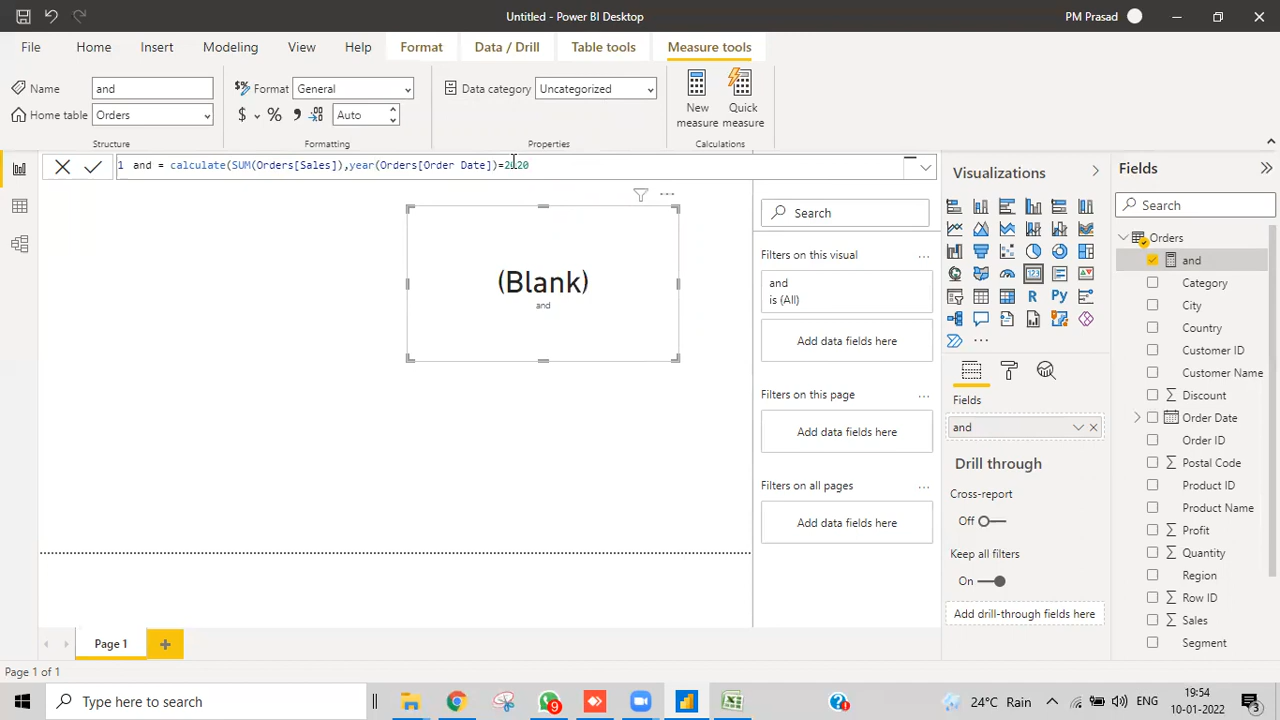 Untitled - Power BI Desktop
PM Prasad
File
Home
Insert
Modeling
View
Help
Format
Data / Drill
Table tools
Measure tools
Name
and
Home table
Orders
Structure
Format
General
$
%
Auto
Formatting
Data category
Uncategorized
Properties
New
measure
Quick
measure
Calculations
1 and = calculate(SUM(Orders[Sales]),year(Orders[Order Date])=2020
(Blank)
and
Search
Filters on this visual
and
is (All)
Add data fields here
Filters on this page
Add data fields here
Filters on all pages
Add data fields here
Visualizations
R
Py
Fields
and
Drill through
Cross-report
Off
Keep all filters
On
Add drill-through fields here
Fields
Search
Orders
and
Category
City
Country
Customer ID
Customer Name
Discount
Order Date
Order ID
Postal Code
Product ID
Product Name
Profit
Quantity
Region
Row ID
Sales
Segment
Page 1
Page 1 of 1
Type here to search
9
24°C Rain
ENG
19:54
10-01-2022
3